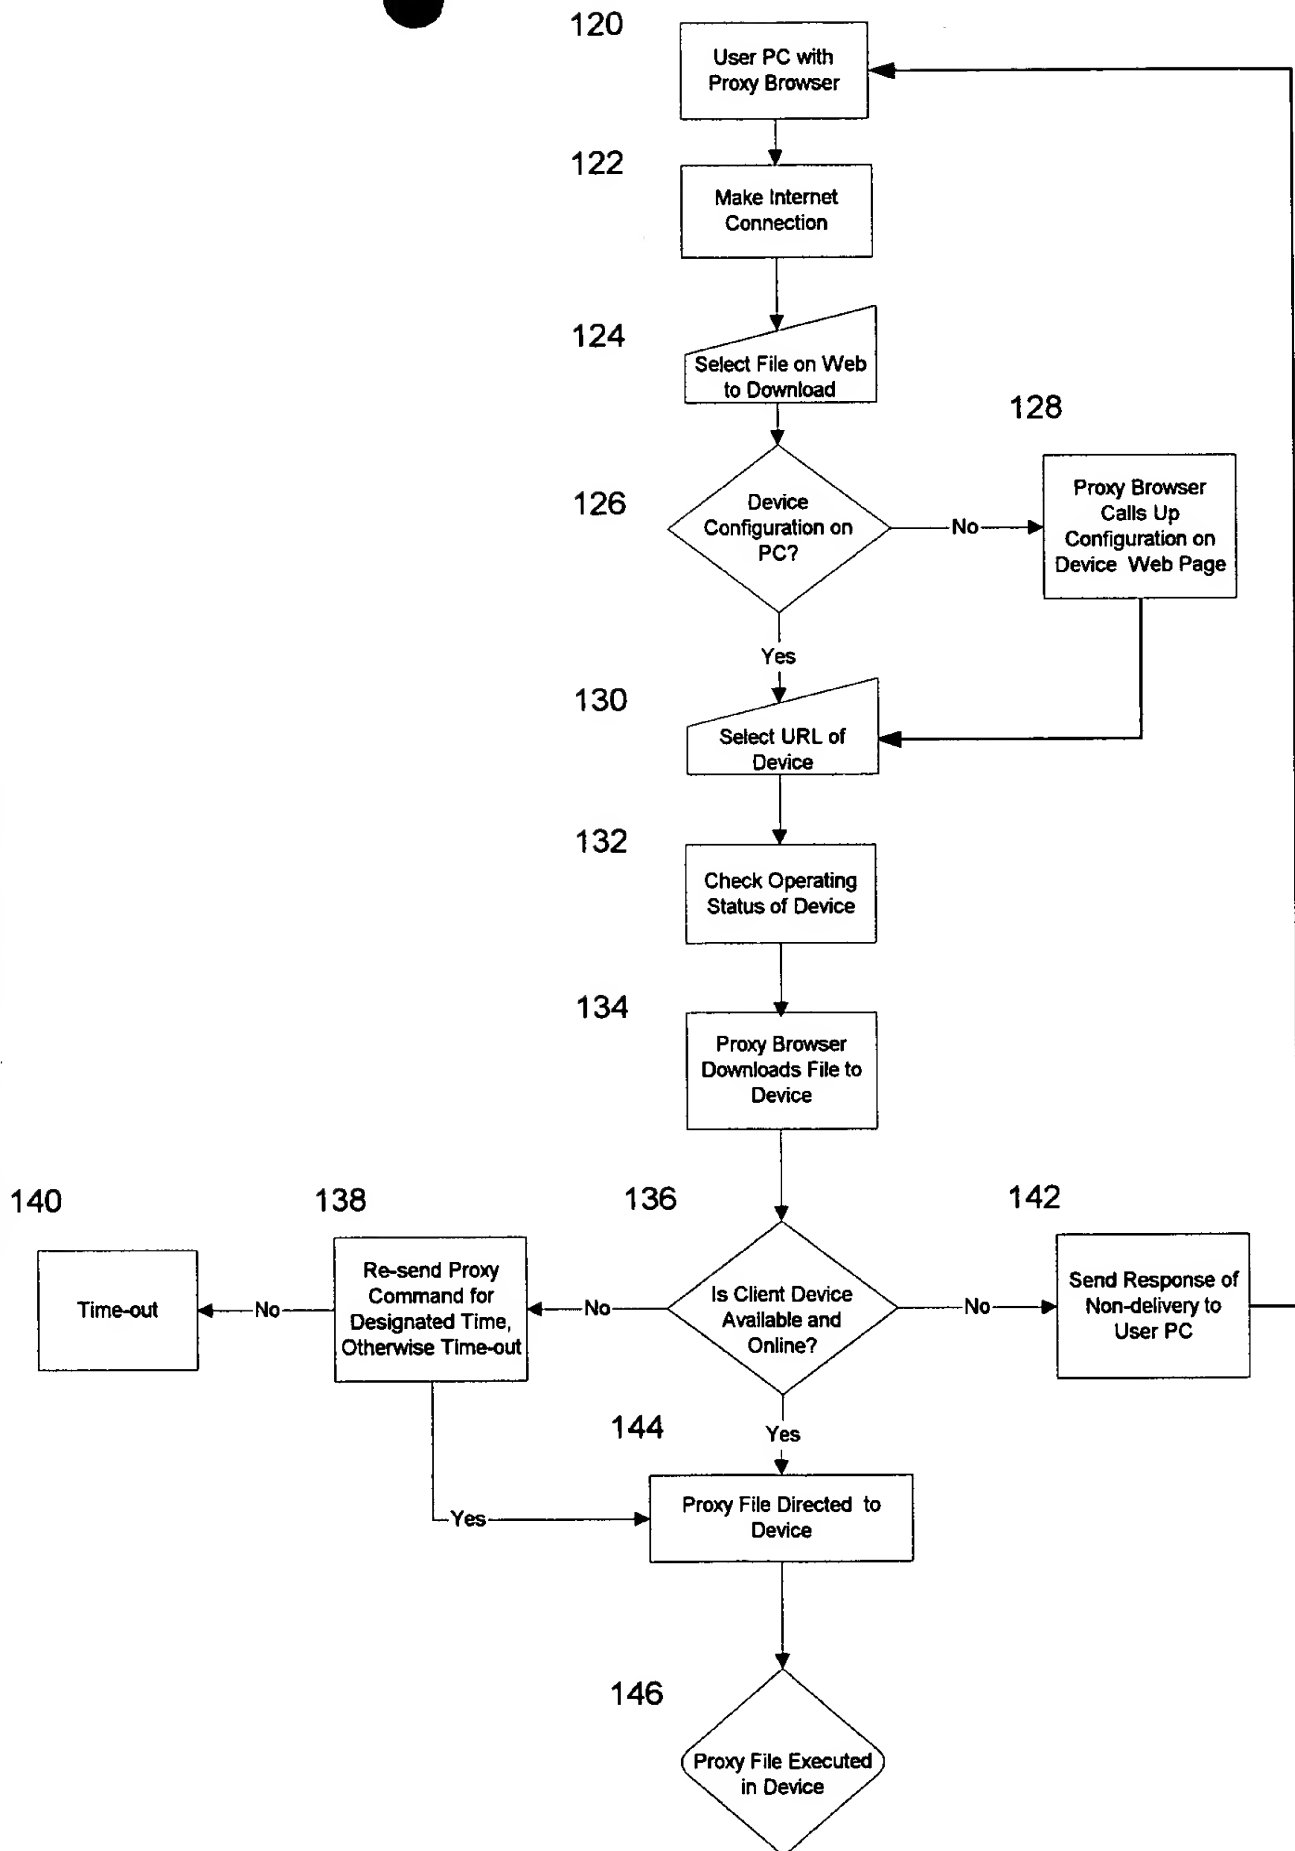 120
User PC with
Proxy Browser
122
Make Internet
Connection
124
Select File on Web
to Download
128
126
Device
Configuration on
PC?
No
Proxy Browser
Calls Up
Configuration on
Device Web Page
Yes
130
Select URL of
Device
132
Check Operating
Status of Device
134
Proxy Browser
Downloads File to
Device
140
138
136
142
Time-out
No
Re-send Proxy
Command for
Designated Time,
Otherwise Time-out
No
Is Client Device
Available and
Online?
No
Send Response of
Non-delivery to
User PC
144
Yes
Yes
Proxy File Directed to
Device
146
Proxy File Executed
in Device